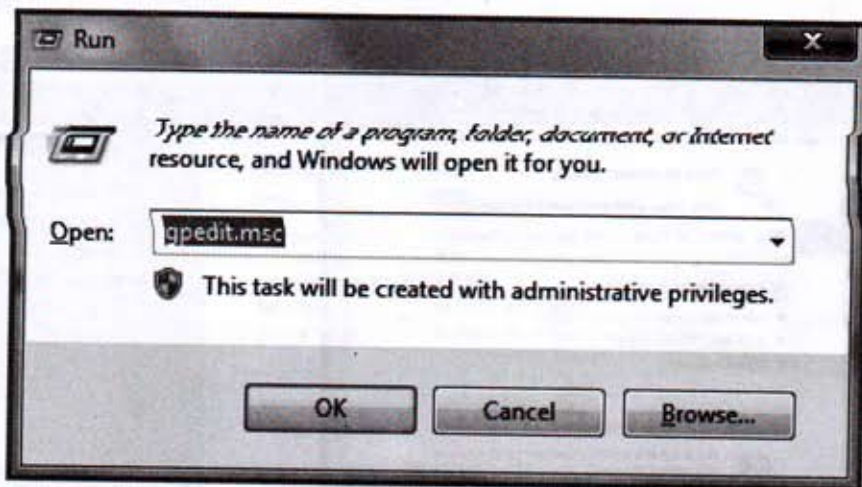 Run
Type the name of a program, folder, document, or Internet
resource, and Windows will open it for you.
Open:
gpedit.msc
This task will be created with administrative privileges.
OK
Cancel
Browse...